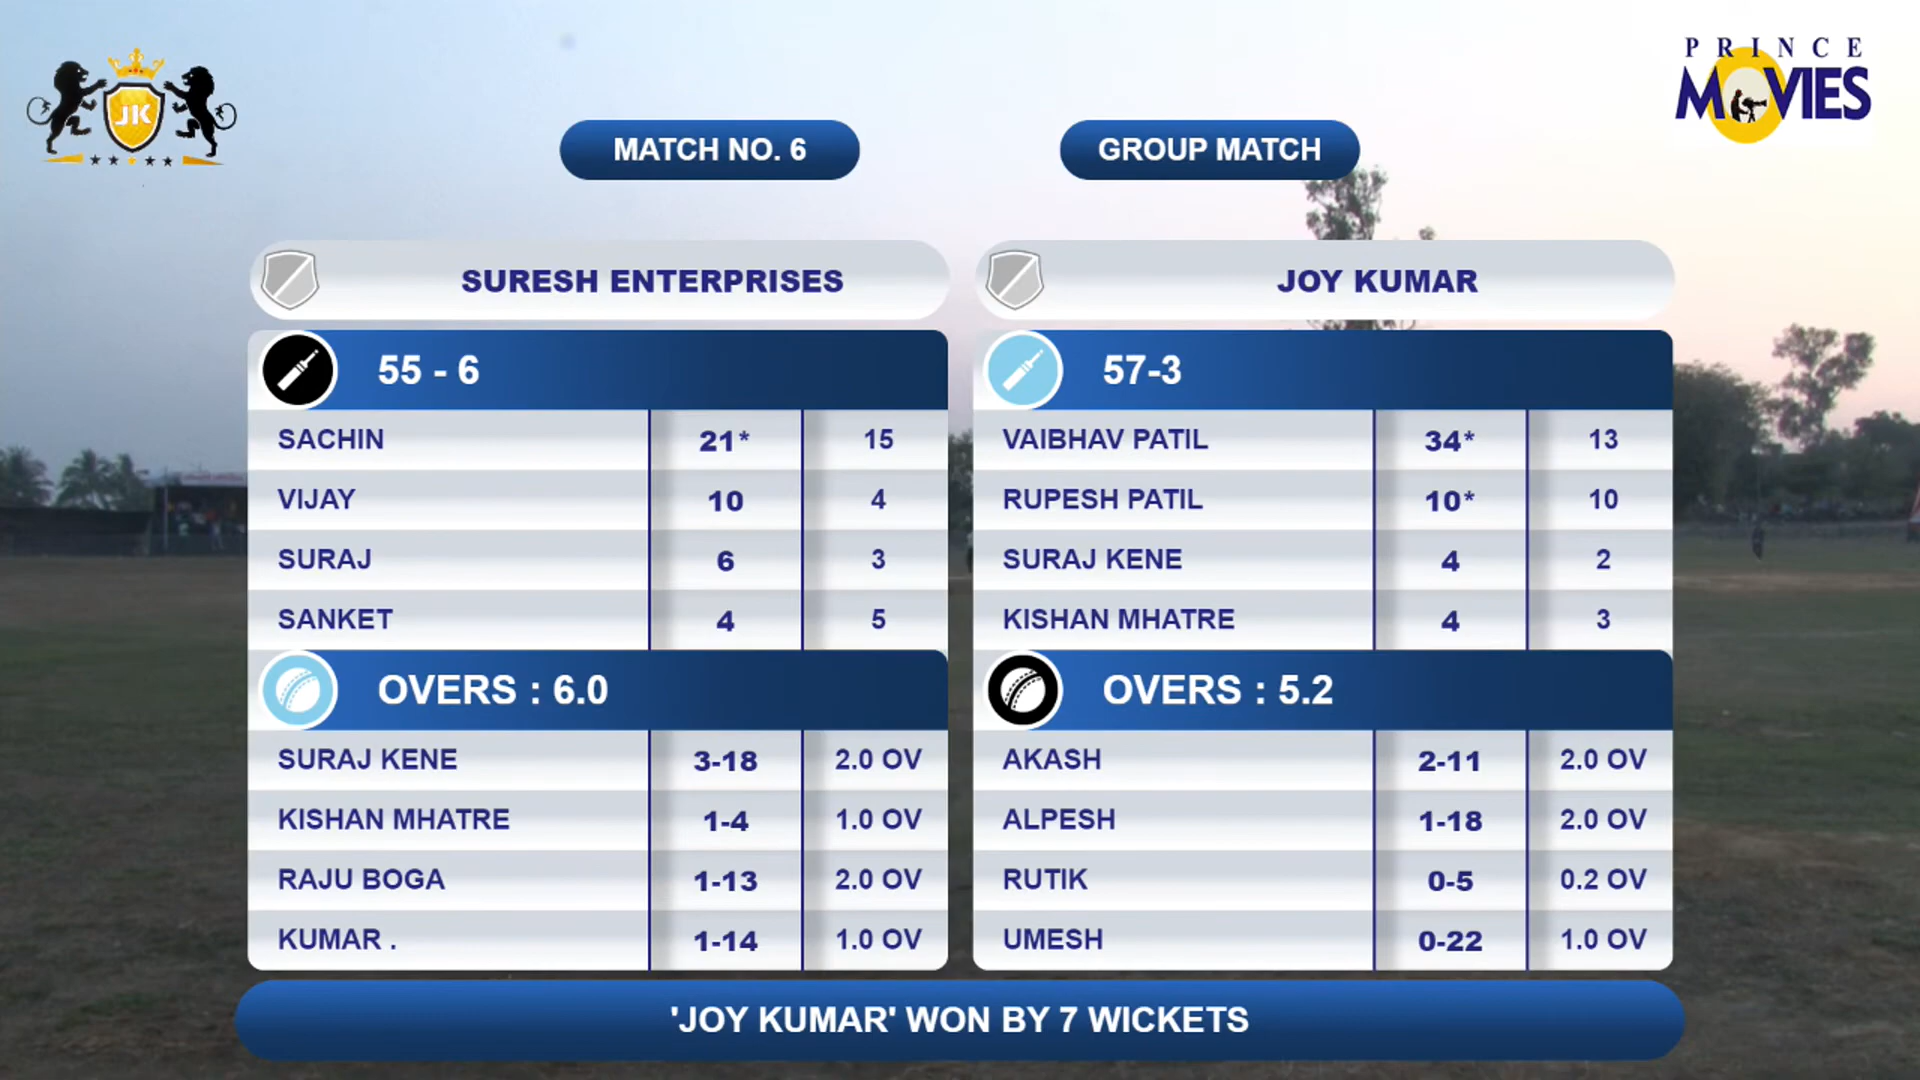 JK
PRINCE
MOVIES
MATCH NO. 6
GROUP MATCH
SURESH ENTERPRISES
55 - 6
SACHIN 21* 15
VIJAY 10 4
SURAJ 6 3
SANKET 4 5
OVERS : 6.0
SURAJ KENE 3-18 2.0 OV
KISHAN MHATRE 1-4 1.0 OV
RAJU BOGA 1-13 2.0 OV
KUMAR . 1-14 1.0 OV
JOY KUMAR
57-3
VAIBHAV PATIL 34* 13
RUPESH PATIL 10* 10
SURAJ KENE 4 2
KISHAN MHATRE 4 3
OVERS : 5.2
AKASH 2-11 2.0 OV
ALPESH 1-18 2.0 OV
RUTIK 0-5 0.2 OV
UMESH 0-22 1.0 OV
'JOY KUMAR' WON BY 7 WICKETS